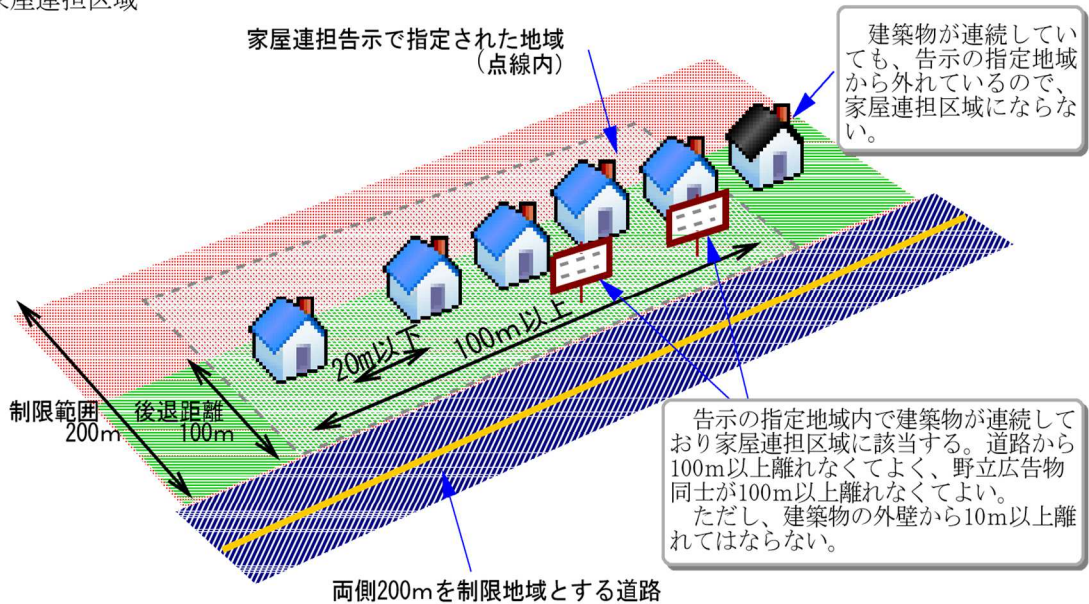 家屋連担区域
家屋連担告示で指定された地域
（点線内）
建築物が連続してい
ても、告示の指定地域
から外れているので、
家屋連担区域にならな
い。
20m以下
100m以上
制限範囲
200m
後退距離
100m
告示の指定地域内で建築物が連続して
おり家屋連担区域に該当する。道路から
100m以上離れなくてよく、野立広告物
同士が100m以上離れなくてよい。
ただし、建築物の外壁から10m以上離
れてはならない。
両側200mを制限地域とする道路